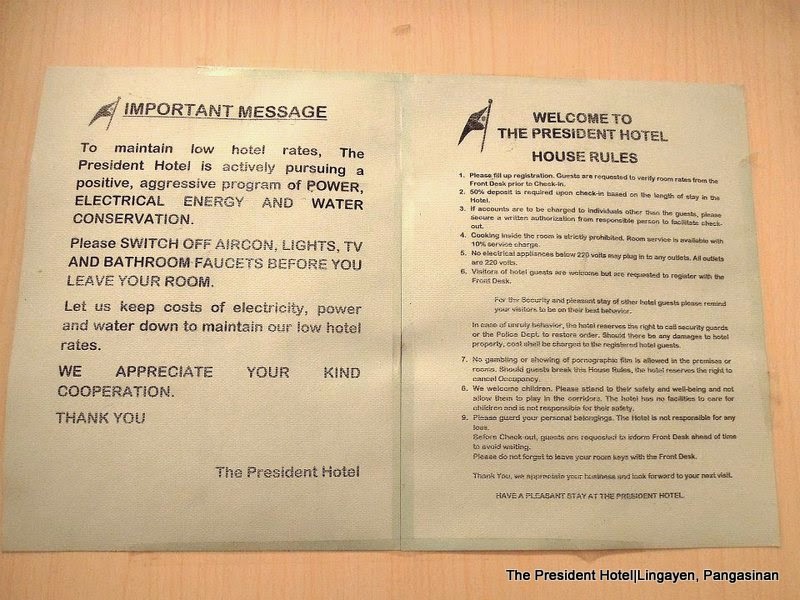 IMPORTANT MESSAGE
To maintain low hotel rates, The
President Hotel is actively pursuing a
positive, aggressive program of POWER,
ELECTRICAL ENERGY AND WATER
CONSERVATION.
Please SWITCH OFF AIRCON, LIGHTS, TV
AND BATHROOM FAUCETS BEFORE YOU
LEAVE YOUR ROOM.
Let us keep costs of electricity, power
and water down to maintain our low hotel
rates.
WE APPRECIATE YOUR KIND
COOPERATION.
THANK YOU
The President Hotel
WELCOME TO
THE PRESIDENT HOTEL
HOUSE RULES
1. Please fill up registration. Guests are requested to verify room rates from the
Front Desk prior to Check-in.
2. 50% deposit is required upon check-in based on the length of stay in the
Hotel.
3. If accounts are to be charged to individuals other than the guests, please
secure a written authorization from responsible person to facilitate check-
out.
4. Cooking inside the room is strictly prohibited. Room service is available with
10% service charge.
5. No electrical appliances below 220 volts may plug in to any outlets. All outlets
are 220 volts.
6. Visitors of hotel guests are welcome but are requested to register with the
Front Desk.
For the Security and pleasant stay of other hotel guests please remind
your visitors to be on their best behavior.
In case of unruly behavior, the hotel reserves the right to call security guards
or the Police Dept. to restore order. Should there be any damages to hotel
property, cost shall be charged to the registered hotel guests.
7. No gambling or showing of pornographic film is allowed in the premises or
rooms. Should guests break this House Rules, the hotel reserves the right to
cancel Occupancy.
8. We welcome children. Please attend to their safety and well-being and not
allow them to play in the corridors. The hotel has no facilities to care for
children and is not responsible for their safety.
9. Please guard your personal belongings. The Hotel is not responsible for any
loss.
Before Check-out, guests are requested to inform Front Desk ahead of time
to avoid waiting.
Please do not forget to leave your room keys with the Front Desk.
Thank You, we appreciate your business and look forward to your next visit.
HAVE A PLEASANT STAY AT THE PRESIDENT HOTEL.
The President Hotel|Lingayen, Pangasinan